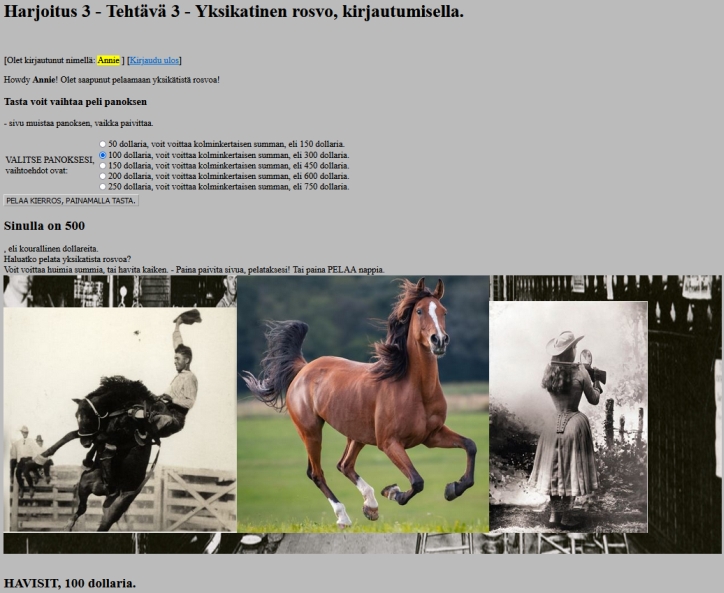 Harjoitus 3 - Tehtävä 3 - Yksikatinen rosvo, kirjautumisella.
[Olet kirjautunut nimellä: Annie ] [Kirjaudu ulos]
Howdy Annie! Olet saapunut pelaamaan yksikätistä rosvoa!
Tasta voit vaihtaa peli panoksen
- sivu muistaa panoksen, vaikka paivittaa.
VALITSE PANOKSESI,
vaihtoehdot ovat:
50 dollaria, voit voittaa kolminkertaisen summan, eli 150 dollaria.
100 dollaria, voit voittaa kolminkertaisen summan, eli 300 dollaria.
150 dollaria, voit voittaa kolminkertaisen summan, eli 450 dollaria.
200 dollaria, voit voittaa kolminkertaisen summan, eli 600 dollaria.
250 dollaria, voit voittaa kolminkertaisen summan, eli 750 dollaria.
PELAA KIERROS, PAINAMALLA TASTA.
Sinulla on 500
, eli kourallinen dollareita.
Haluatko pelata yksikatista rosvoa?
Voit voittaa huimia summia, tai havita kaiken. - Paina paivita sivua, pelataksesi! Tai paina PELAA nappia.
HAVISIT, 100 dollaria.